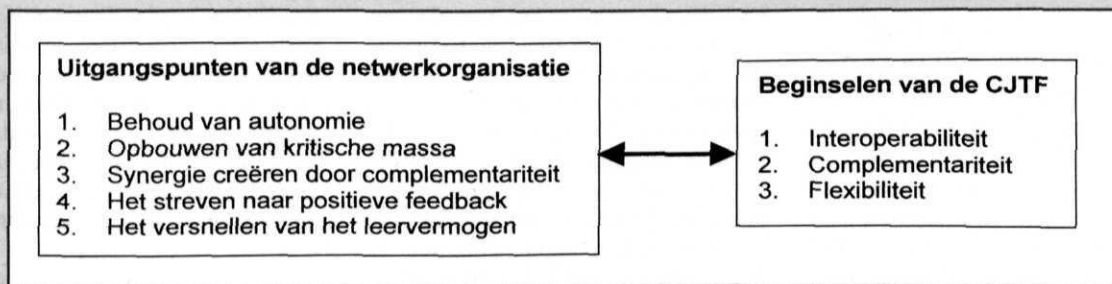 Uitgangspunten van de netwerkorganisatie
1. Behoud van autonomie
2. Opbouwen van kritische massa
3. Synergie creëren door complementariteit
4. Het streven naar positieve feedback
5. Het versnellen van het leervermogen
Beginselen van de CJTF
1. Interoperabiliteit
2. Complementariteit
3. Flexibiliteit